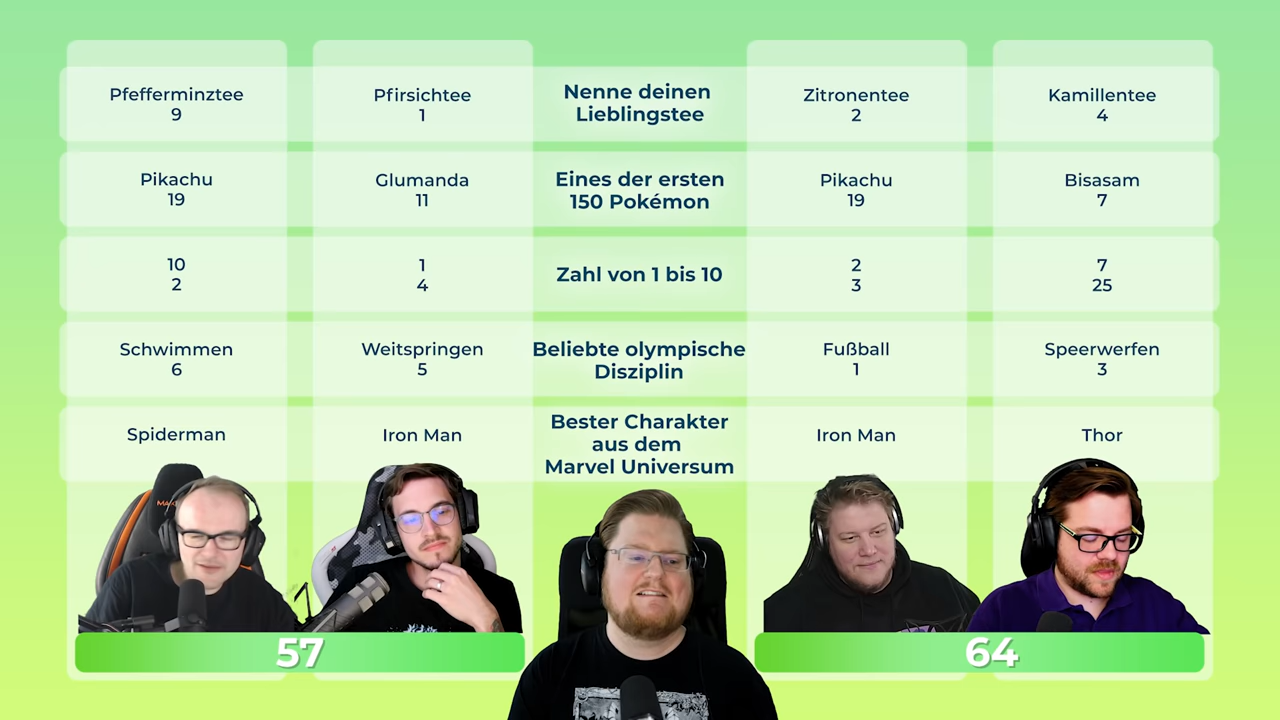 Pfefferminztee
9
Pfirsichtee
1
Nenne deinen
Lieblingstee
Zitronentee
2
Kamillentee
4
Pikachu
19
Glumanda
11
Eines der ersten
150 Pokémon
Pikachu
19
Bisasam
7
10
2
1
4
Zahl von 1 bis 10
2
3
7
25
Schwimmen
6
Weitspringen
5
Beliebte olympische
Disziplin
Fußball
1
Speerwerfen
3
Spiderman
Iron Man
Bester Charakter
aus dem
Marvel Universum
Iron Man
Thor
57
64